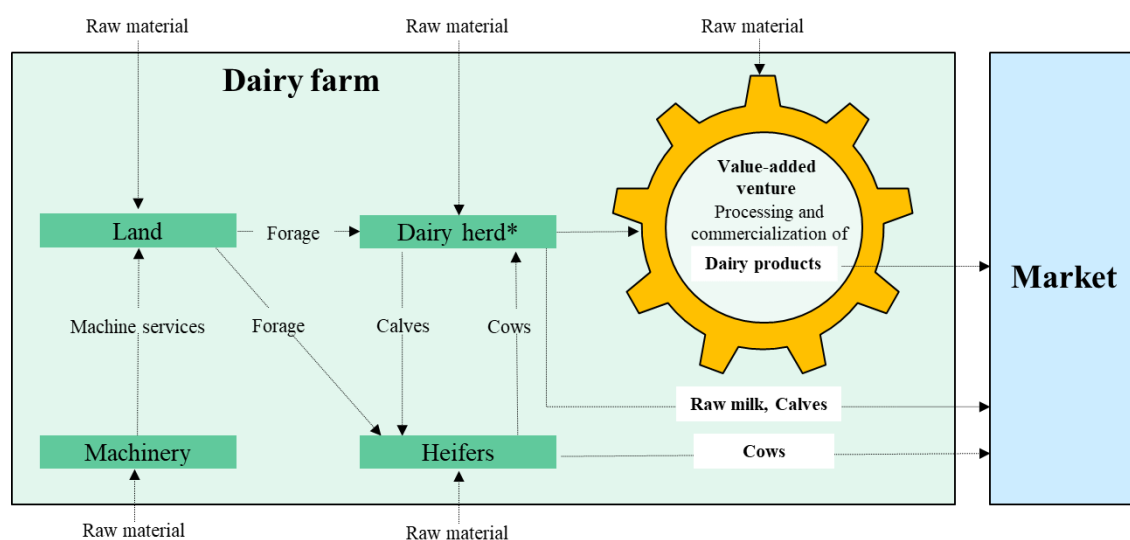 Raw material
Raw material
Raw material
Dairy farm
Value-added
venture
Processing and
commercialization of
Dairy products
Land
Forage
Dairy herd*
Market
Machine services
Forage
Calves
Cows
Raw milk, Calves
Machinery
Heifers
Cows
Raw material
Raw material